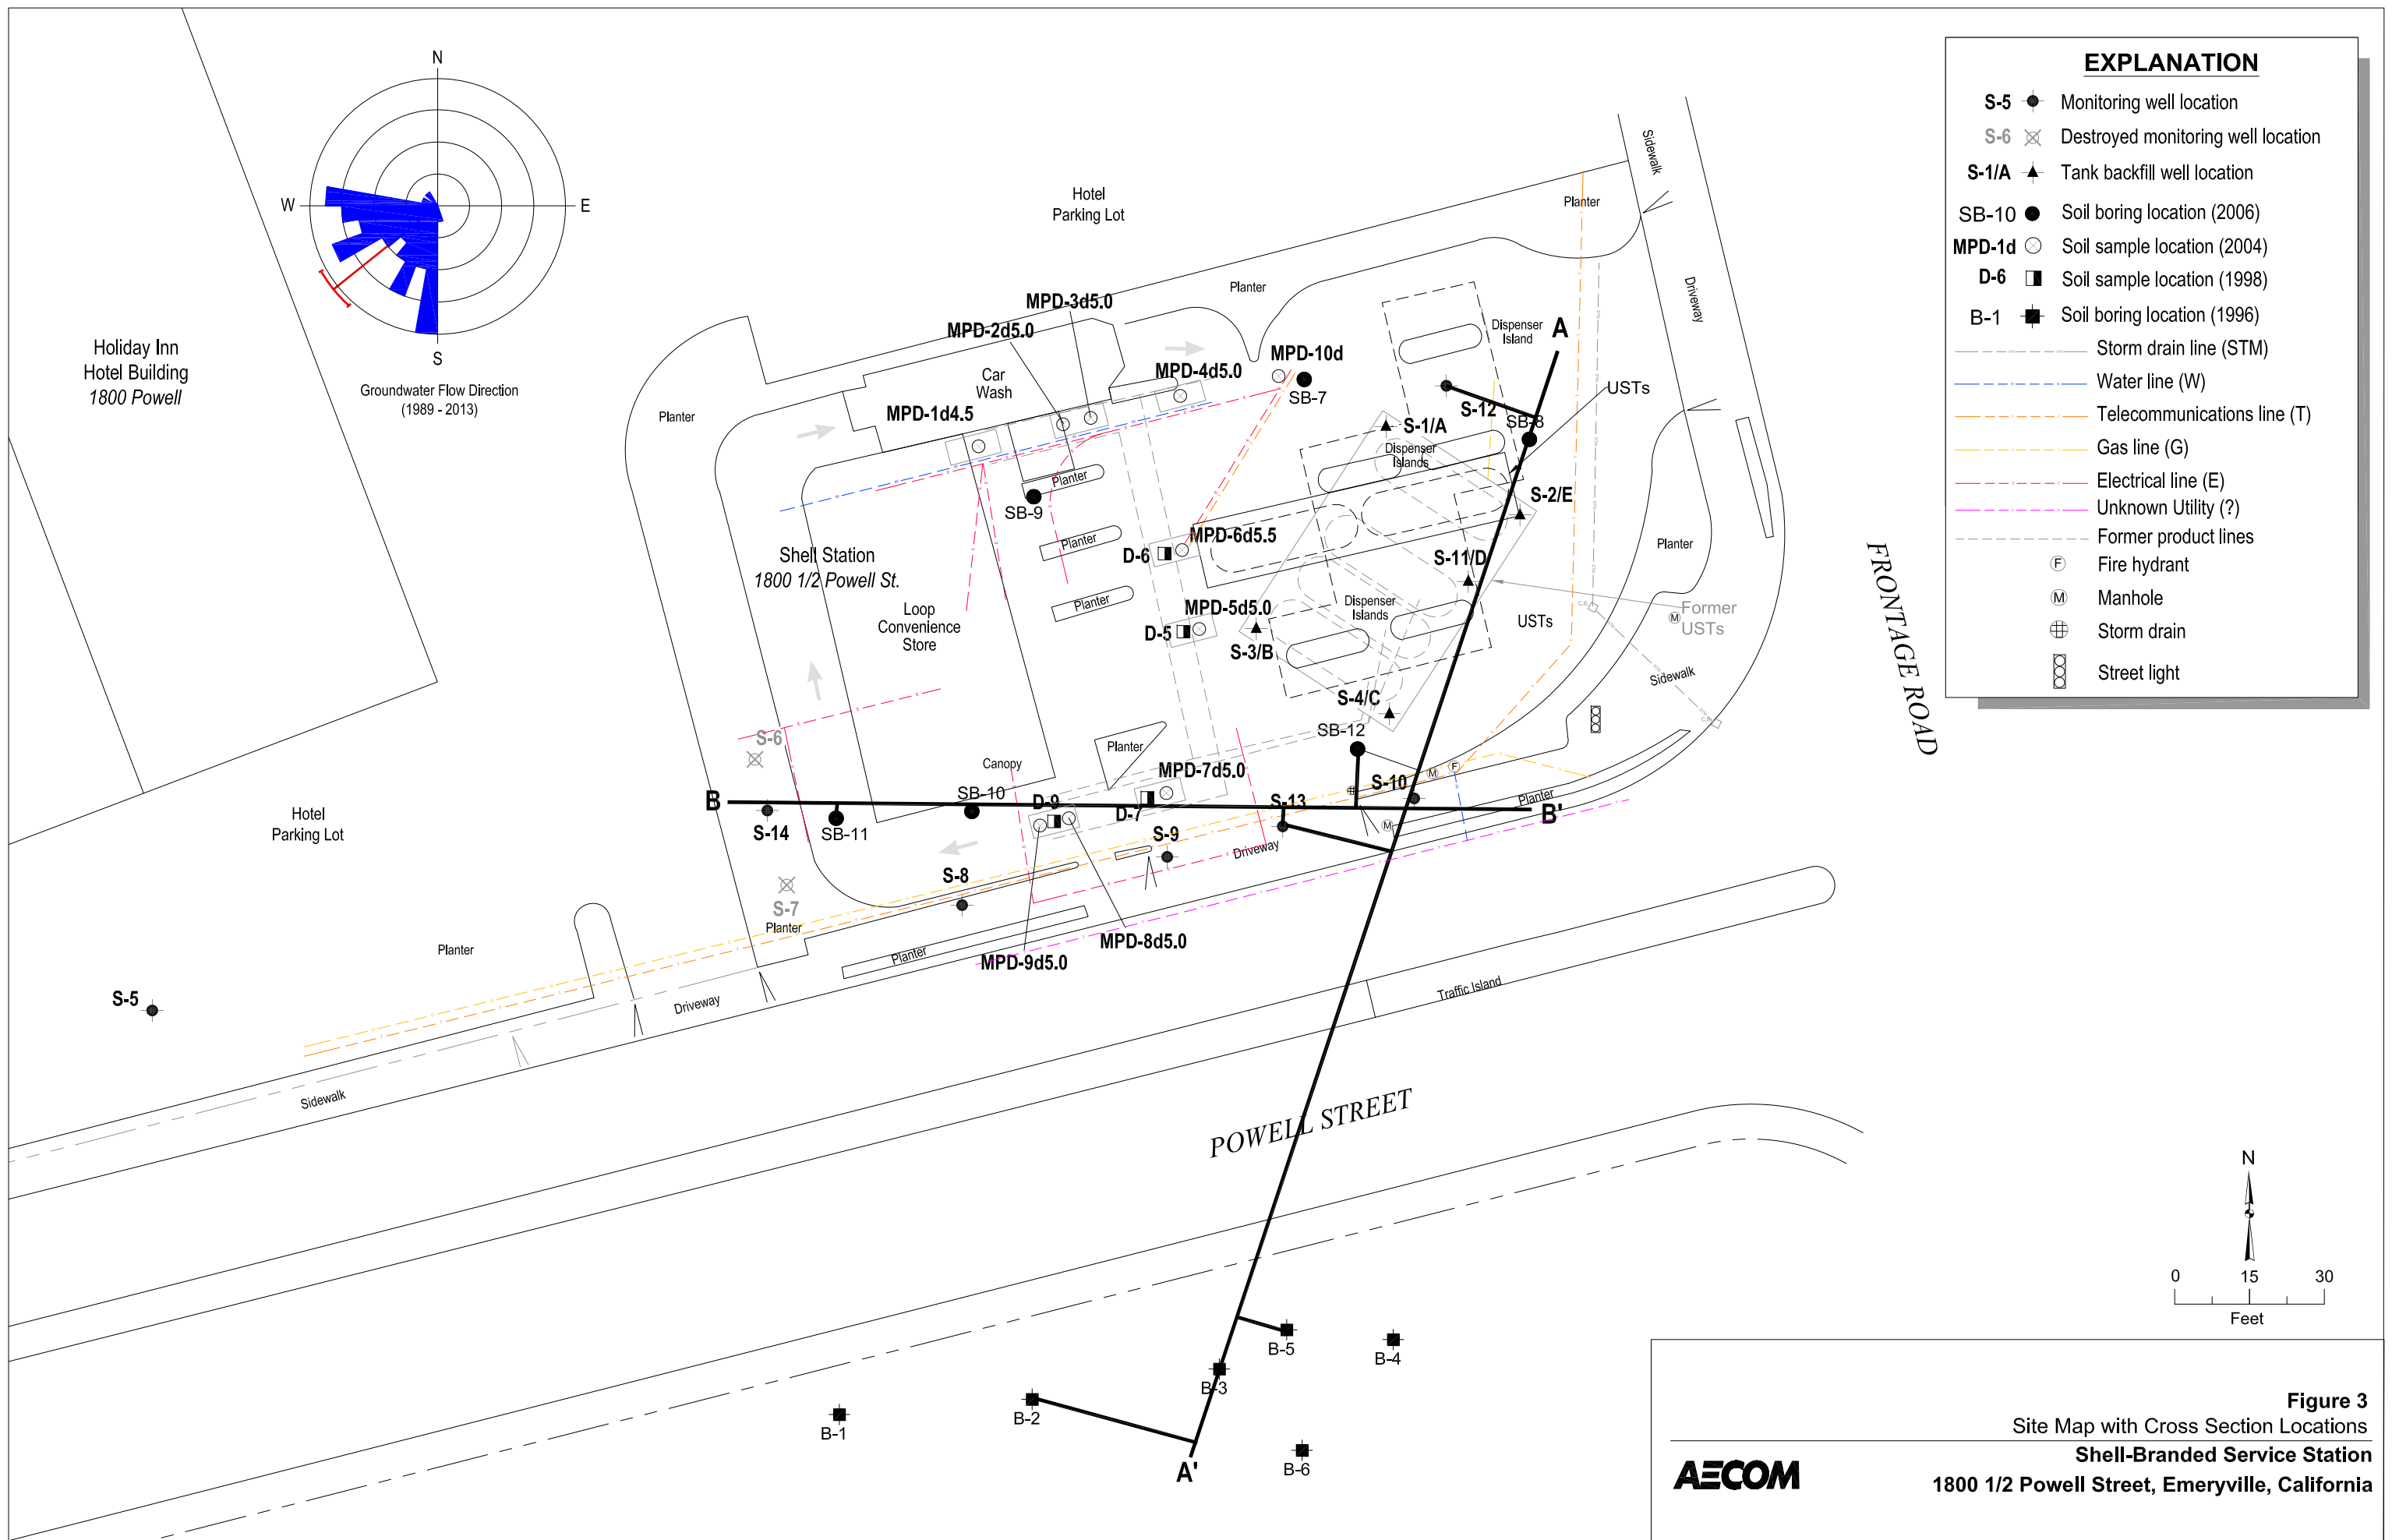 N
W
E
S
Groundwater Flow Direction
(1989 - 2013)
Holiday Inn
Hotel Building
1800 Powell
Hotel
Parking Lot
EXPLANATION
S-5 Monitoring well location
S-6 Destroyed monitoring well location
S-1/A Tank backfill well location
SB-10 Soil boring location (2006)
MPD-1d Soil sample location (2004)
D-6 Soil sample location (1998)
B-1 Soil boring location (1996)
Storm drain line (STM)
Water line (W)
Telecommunications line (T)
Gas line (G)
Electrical line (E)
Unknown Utility (?)
Former product lines
F Fire hydrant
M Manhole
Storm drain
Street light
Sidewalk
Planter
Driveway
Planter
MPD-3d5.0
MPD-2d5.0
Dispenser
Island
A
MPD-10d
MPD-4d5.0
Car
Wash
SB-7
USTs
S-12
MPD-1d4.5
Planter
S-1/A
SB-8
Dispenser
Islands
Planter
SB-9
S-2/E
Planter
D-6
MPD-6d5.5
Shell Station
1800 1/2 Powell St.
Planter
S-11/D
FRONTAGE ROAD
Planter
Loop
Convenience
Store
MPD-5d5.0
D-5
Dispenser
Islands
USTs
C.B.
M
Former
USTs
S-3/B
Sidewalk
S-4/C
C.B.
SB-12
S-6
Planter
Canopy
MPD-7d5.0
M
F
S-10
B
SB-10
D-9
D-7
S-13
Planter
B'
Hotel
Parking Lot
S-14
SB-11
M
S-9
Driveway
S-8
S-7
Planter
Planter
MPD-8d5.0
MPD-9d5.0
Planter
S-5
Driveway
Traffic Island
Sidewalk
POWELL STREET
B-5
B-4
B-3
B-2
B-1
A'
B-6
N
0 15 30
Feet
Figure 3
Site Map with Cross Section Locations
AECOM
Shell-Branded Service Station
1800 1/2 Powell Street, Emeryville, California